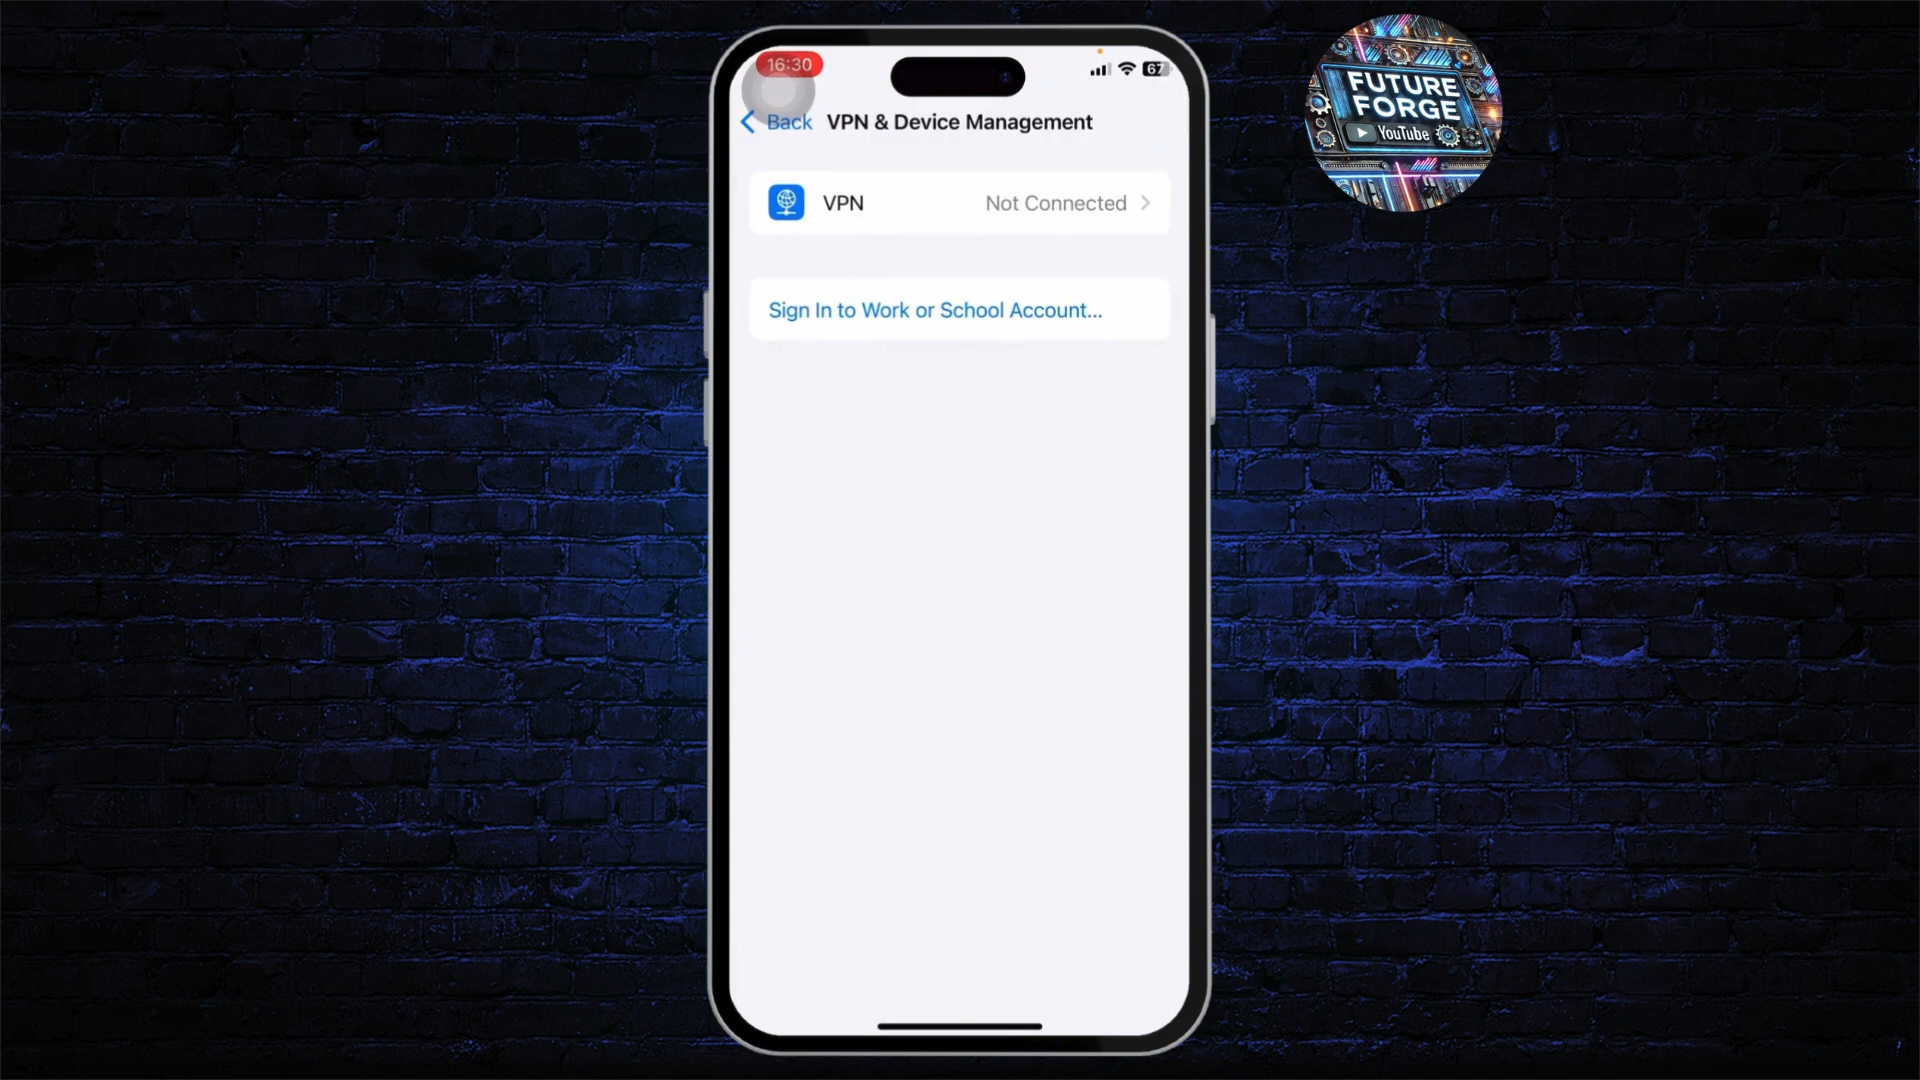 16:30
67
Back
VPN & Device Management
VPN
Not Connected
Sign In to Work or School Account...
FUTURE
FORGE
YouTube